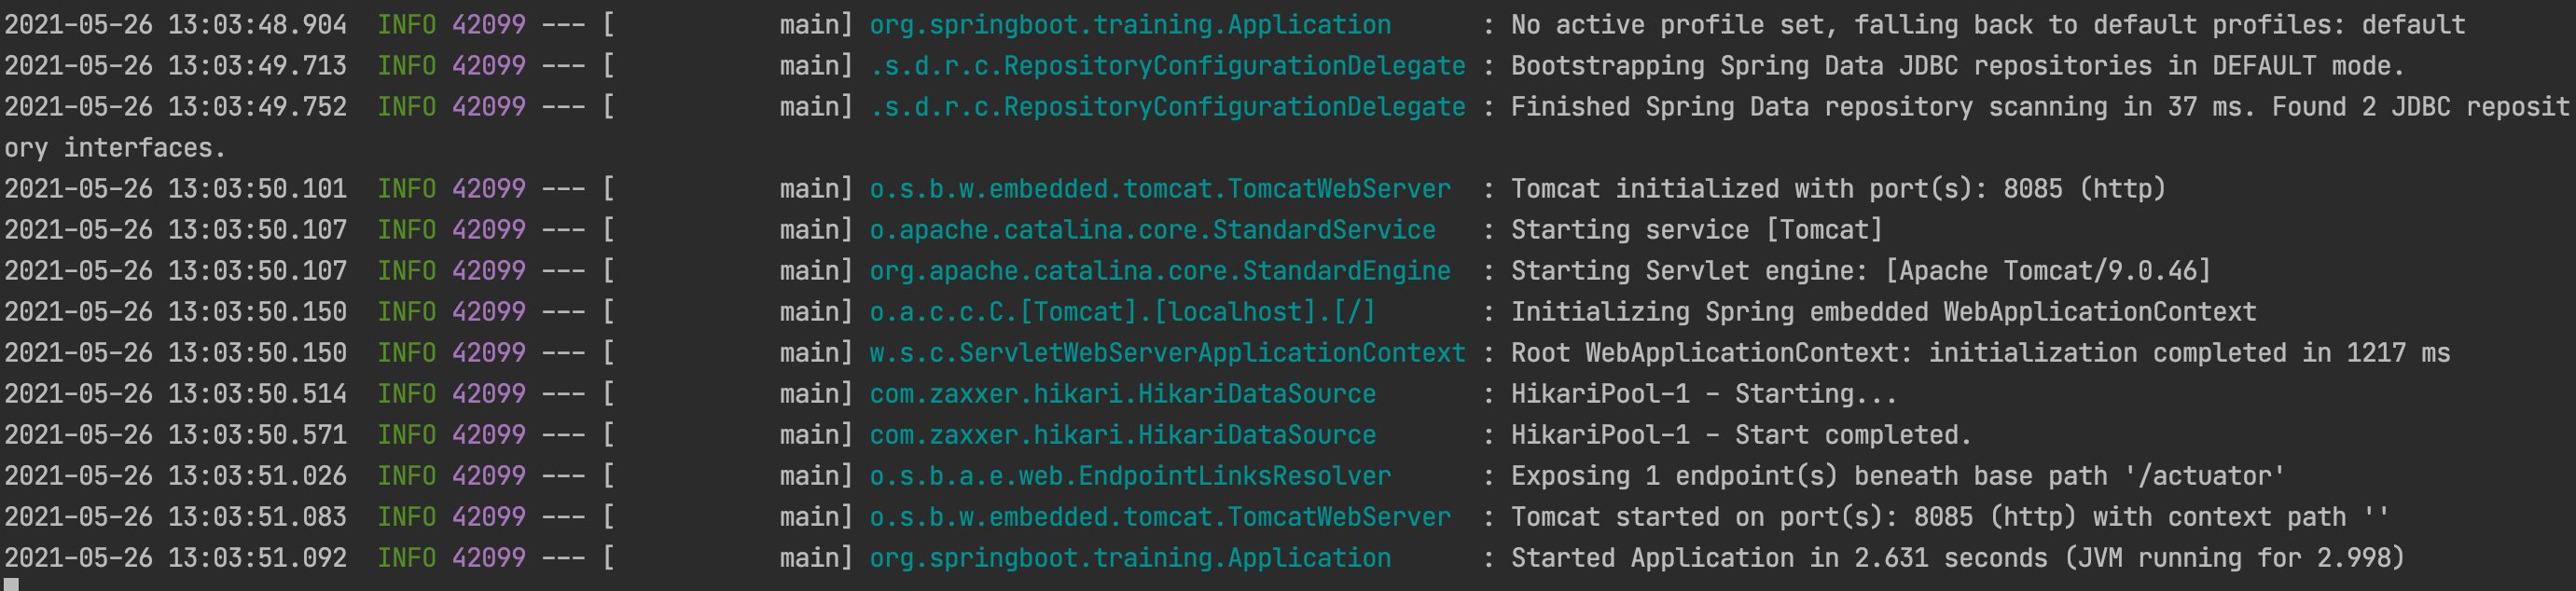 2021-05-26 13:03:48.904  INFO 42099 --- [           main] org.springboot.training.Application      : No active profile set, falling back to default profiles: default
2021-05-26 13:03:49.713  INFO 42099 --- [           main] .s.d.r.c.RepositoryConfigurationDelegate : Bootstrapping Spring Data JDBC repositories in DEFAULT mode.
2021-05-26 13:03:49.752  INFO 42099 --- [           main] .s.d.r.c.RepositoryConfigurationDelegate : Finished Spring Data repository scanning in 37 ms. Found 2 JDBC reposit
ory interfaces.
2021-05-26 13:03:50.101  INFO 42099 --- [           main] o.s.b.w.embedded.tomcat.TomcatWebServer  : Tomcat initialized with port(s): 8085 (http)
2021-05-26 13:03:50.107  INFO 42099 --- [           main] o.apache.catalina.core.StandardService   : Starting service [Tomcat]
2021-05-26 13:03:50.107  INFO 42099 --- [           main] org.apache.catalina.core.StandardEngine  : Starting Servlet engine: [Apache Tomcat/9.0.46]
2021-05-26 13:03:50.150  INFO 42099 --- [           main] o.a.c.c.C.[Tomcat].[localhost].[/]       : Initializing Spring embedded WebApplicationContext
2021-05-26 13:03:50.150  INFO 42099 --- [           main] w.s.c.ServletWebServerApplicationContext : Root WebApplicationContext: initialization completed in 1217 ms
2021-05-26 13:03:50.514  INFO 42099 --- [           main] com.zaxxer.hikari.HikariDataSource       : HikariPool-1 - Starting...
2021-05-26 13:03:50.571  INFO 42099 --- [           main] com.zaxxer.hikari.HikariDataSource       : HikariPool-1 - Start completed.
2021-05-26 13:03:51.026  INFO 42099 --- [           main] o.s.b.a.e.web.EndpointLinksResolver      : Exposing 1 endpoint(s) beneath base path '/actuator'
2021-05-26 13:03:51.083  INFO 42099 --- [           main] o.s.b.w.embedded.tomcat.TomcatWebServer  : Tomcat started on port(s): 8085 (http) with context path ''
2021-05-26 13:03:51.092  INFO 42099 --- [           main] org.springboot.training.Application      : Started Application in 2.631 seconds (JVM running for 2.998)